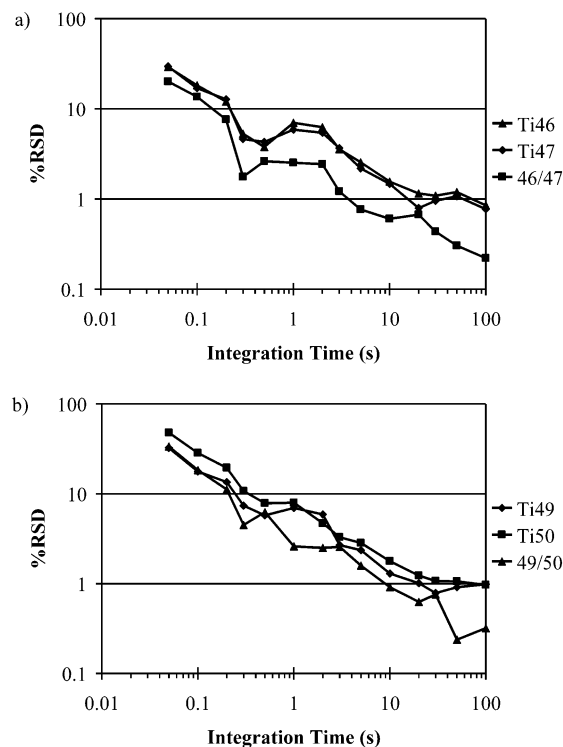 a)
100
10
1
0.1
%RSD
0.01 0.1 1 10 100
Integration Time (s)
Ti46
Ti47
46/47
b)
100
10
1
0.1
%RSD
0.01 0.1 1 10 100
Integration Time (s)
Ti49
Ti50
49/50